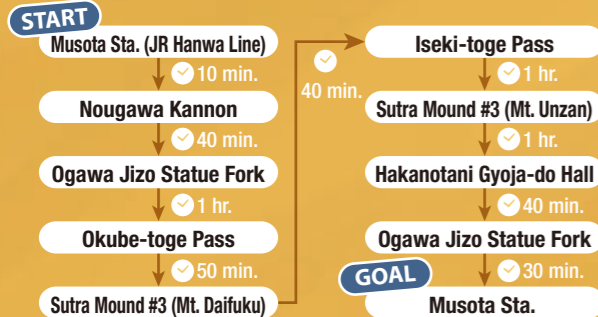 START
Musota Sta. (JR Hanwa Line)
10 min.
Nougawa Kannon
40 min.
Ogawa Jizo Statue Fork
1 hr.
Okube-toge Pass
50 min.
Sutra Mound #3 (Mt. Daifuku)
40 min.
Iseki-toge Pass
1 hr.
Sutra Mound #3 (Mt. Unzan)
1 hr.
Hakanotani Gyoja-do Hall
40 min.
Ogawa Jizo Statue Fork
30 min.
GOAL
Musota Sta.